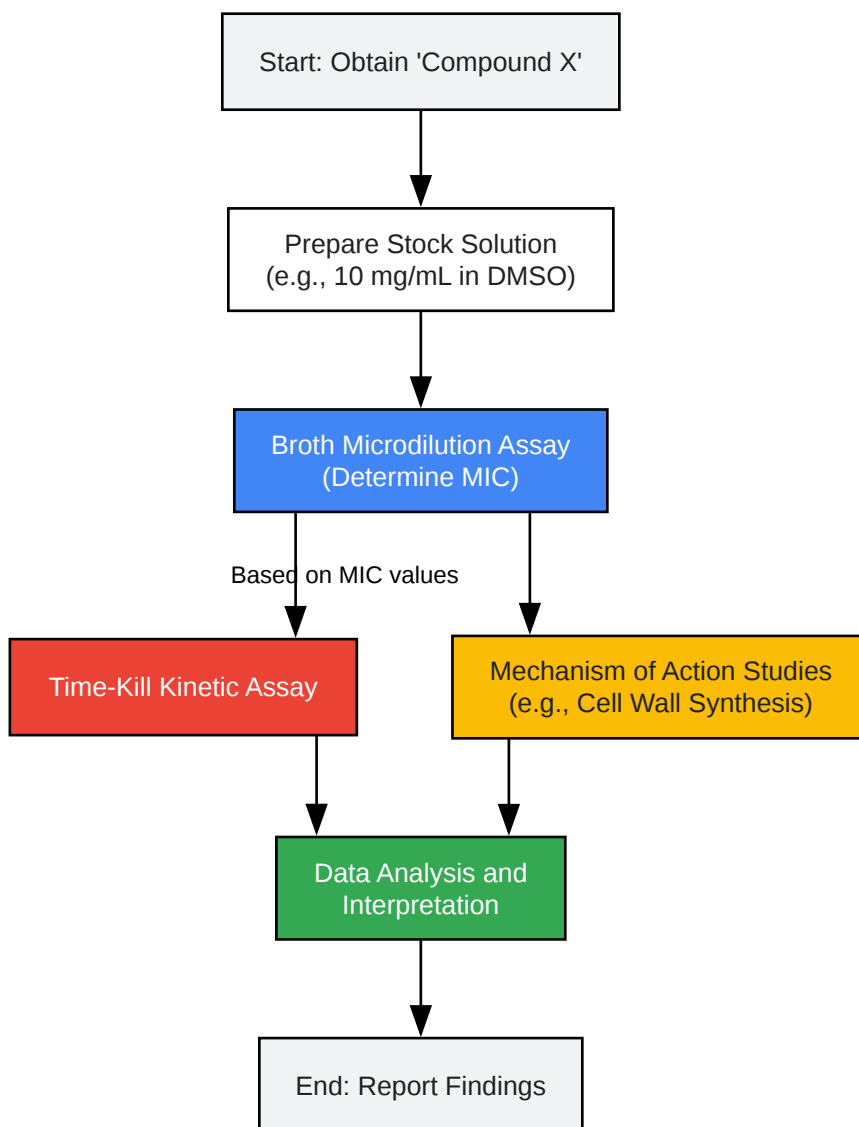 Start: Obtain 'Compound X'
Prepare Stock Solution
(e.g., 10 mg/mL in DMSO)
Broth Microdilution Assay
(Determine MIC)
Based on MIC values
Time-Kill Kinetic Assay
Mechanism of Action Studies
(e.g., Cell Wall Synthesis)
Data Analysis and
Interpretation
End: Report Findings